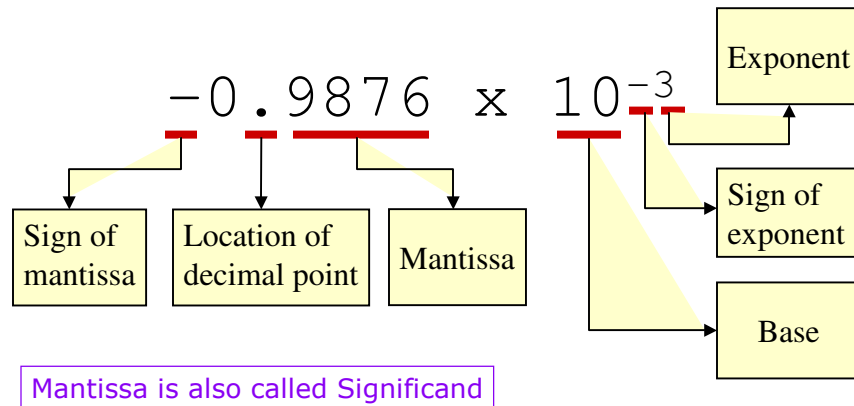 Exponent
-0.9876 x 10-3
Sign of
mantissa
Location of
decimal point
Mantissa
Sign of
exponent
Base
Mantissa is also called Significand